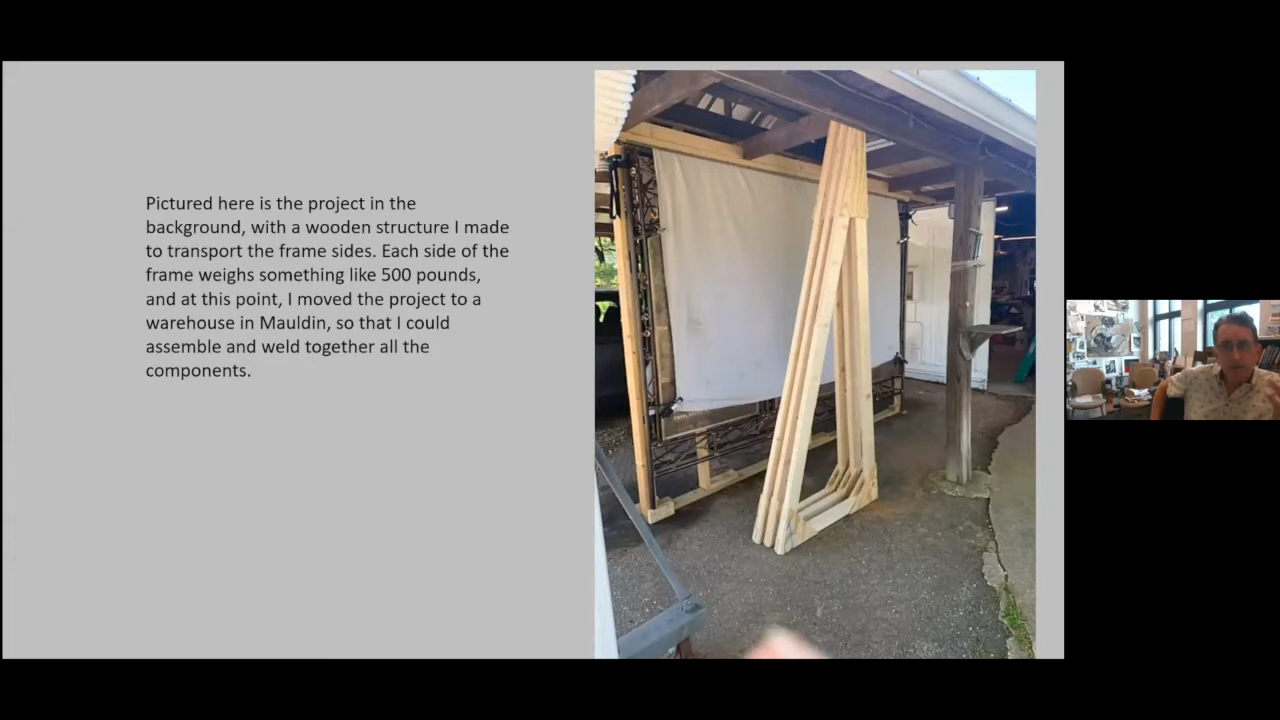 Pictured here is the project in the
background, with a wooden structure I made
to transport the frame sides. Each side of the
frame weighs something like 500 pounds,
and at this point, I moved the project to a
warehouse in Mauldin, so that I could
assemble and weld together all the
components.